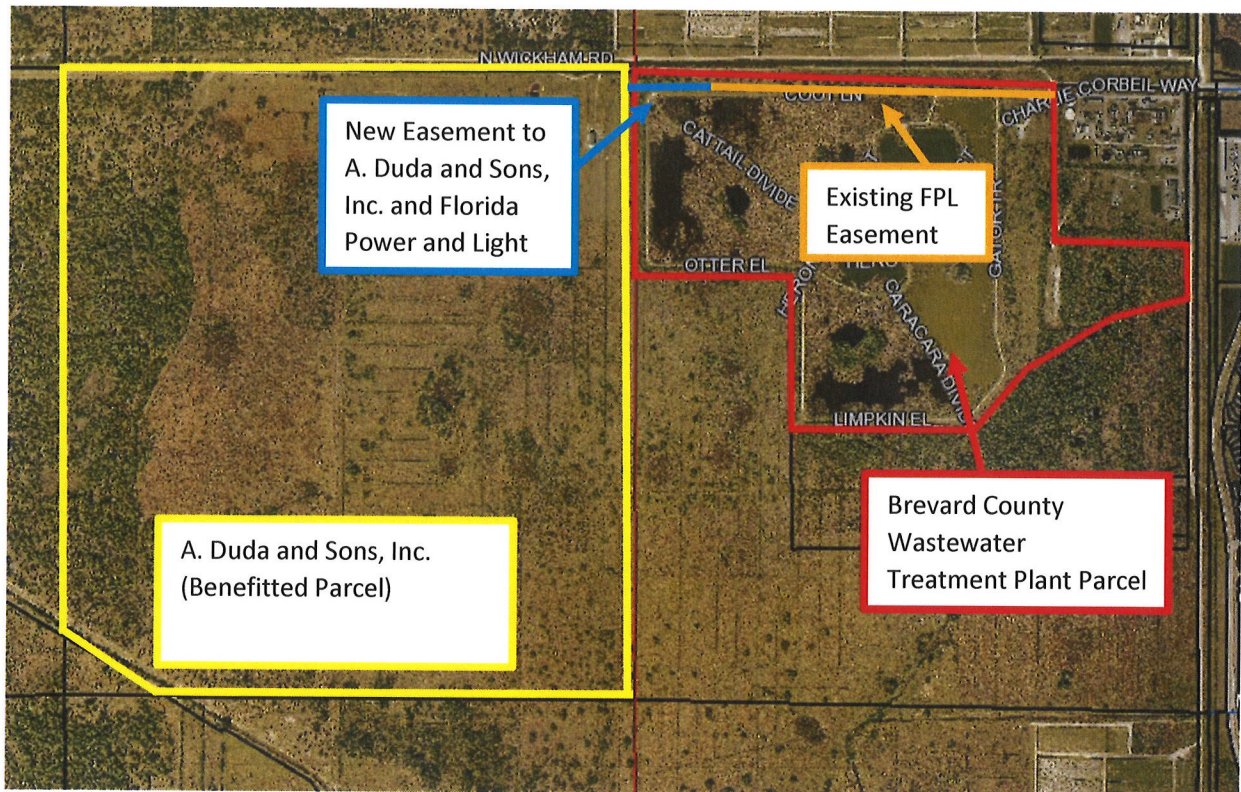 N WICKHAM RD
COOT LN
CHARLIE CORBEIL WAY
New Easement to
A. Duda and Sons,
Inc. and Florida
Power and Light
CATTAIL DIVIDE
Existing FPL
Easement
GATOR TR
OTTER EL
CARACARA DIVID
LIMPKIN EL
Brevard County
Wastewater
Treatment Plant Parcel
A. Duda and Sons, Inc.
(Benefitted Parcel)